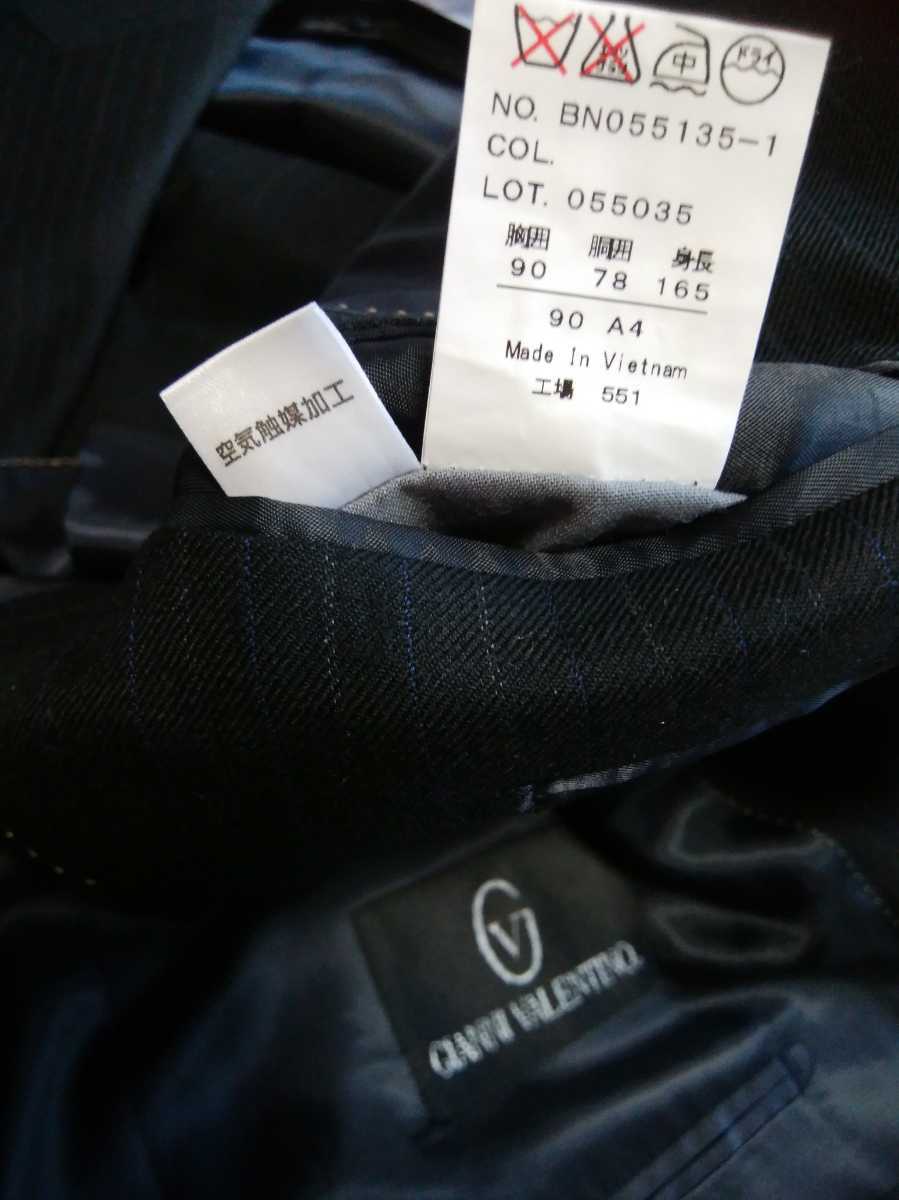 中 ドライ
NO. BN055135-1
COL.
LOT. 055035
胸囲 胴囲 身長
90 78 165
90 A4
Made In Vietnam
工場 551
空気触媒加工
GV
GIANNI VALENTINO.